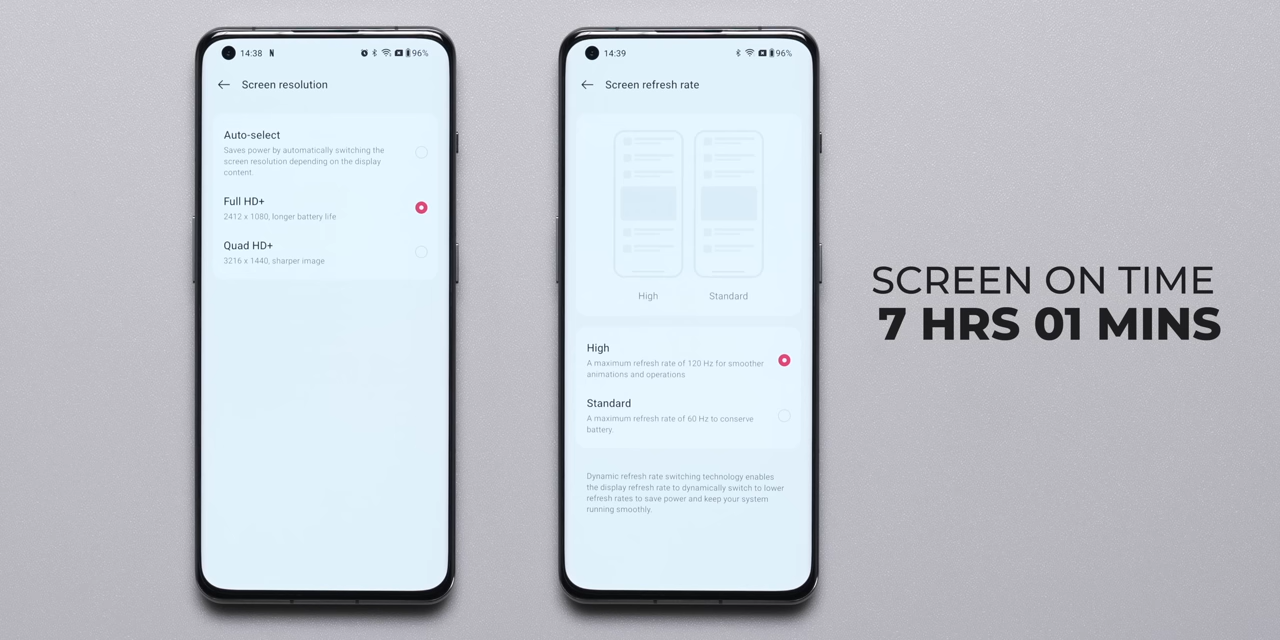 14:38 N 96%
Screen resolution
Auto-select
Saves power by automatically switching the
screen resolution depending on the display
content.
Full HD+
2412 x 1080, longer battery life
Quad HD+
3216 x 1440, sharper image
14:39 96%
Screen refresh rate
High Standard
High
A maximum refresh rate of 120 Hz for smoother
animations and operations
Standard
A maximum refresh rate of 60 Hz to conserve
battery.
Dynamic refresh rate switching technology enables
the display refresh rate to dynamically switch to lower
refresh rates to save power and keep your system
running smoothly.
SCREEN ON TIME
7 HRS 01 MINS